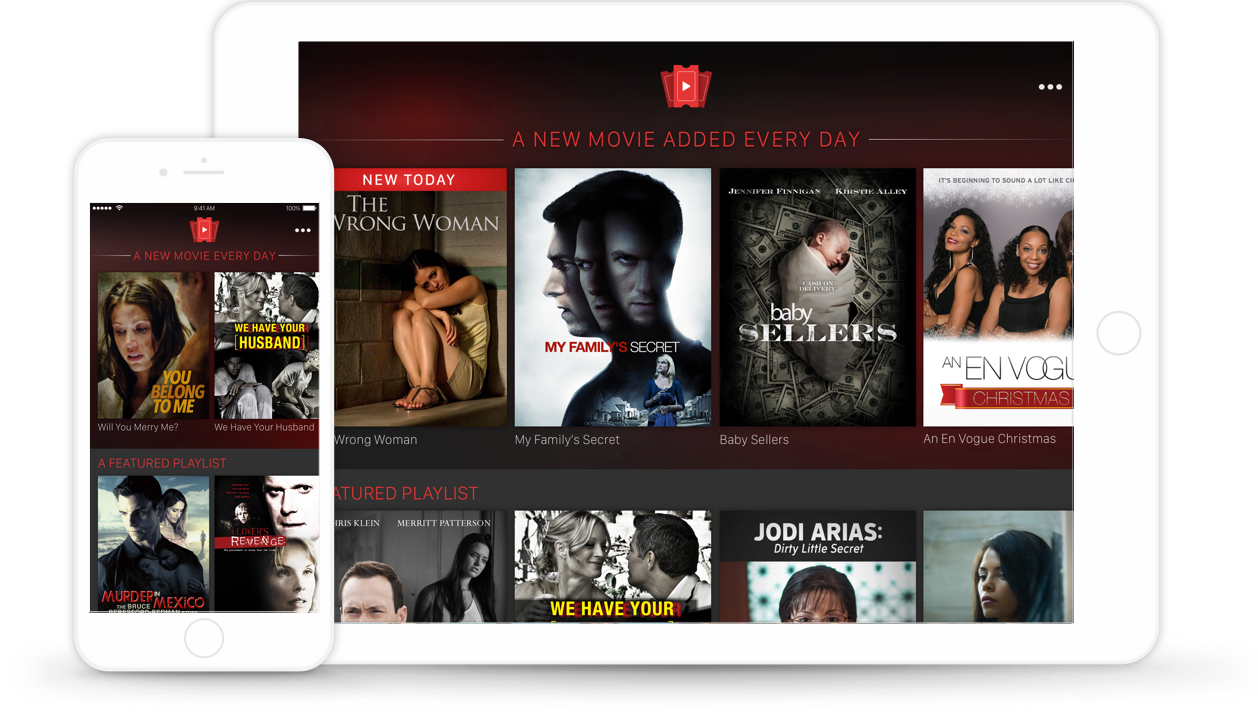 A NEW MOVIE ADDED EVERY DAY
NEW TODAY
THE
WRONG WOMAN
MY FAMILY'S SECRET
JENNIFER FINNIGAN KIRSTIE ALLEY
CASH ON
DELIVERY
baby
SELLERS
IT'S BEGINNING TO SOUND A LOT LIKE CH
AN EN VOGU
CHRISTMAS
Wrong Woman
My Family's Secret
Baby Sellers
An En Vogue Christmas
ATURED PLAYLIST
HRIS KLEIN MERRITT PATTERSON
WE HAVE YOUR
JODI ARIAS:
Dirty Little Secret
9:41 AM
100%
A NEW MOVIE EVERY DAY
YOU
BELONG
TO ME
WE HAVE YOUR
[HUSBAND]
Will You Merry Me?
We Have Your Husband
A FEATURED PLAYLIST
MURDER IN
MEXICO
THE BRUCE
BERESFORD-REDMAN STORY
A LOVER'S
REVENGE